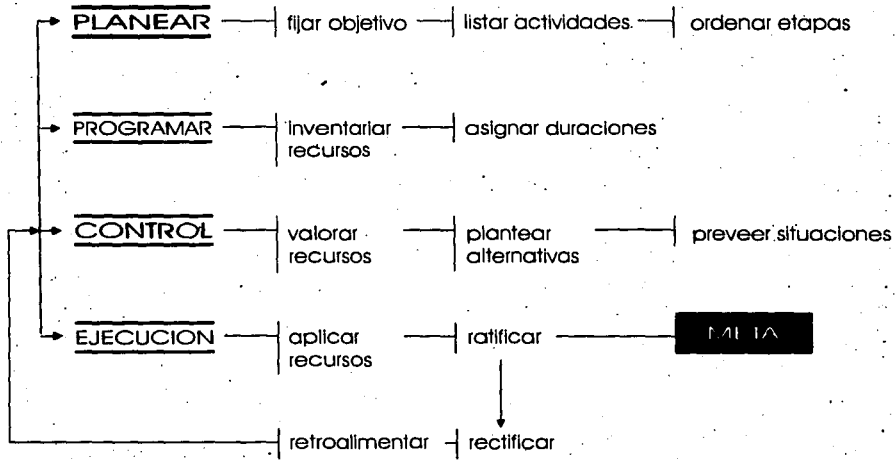 PLANEAR fijar objetivo listar actividades ordenar etapas
PROGRAMAR inventariar recursos asignar duraciones
CONTROL valorar recursos plantear alternativas preveer situaciones
EJECUCION aplicar recursos ratificar META
retroalimentar rectificar